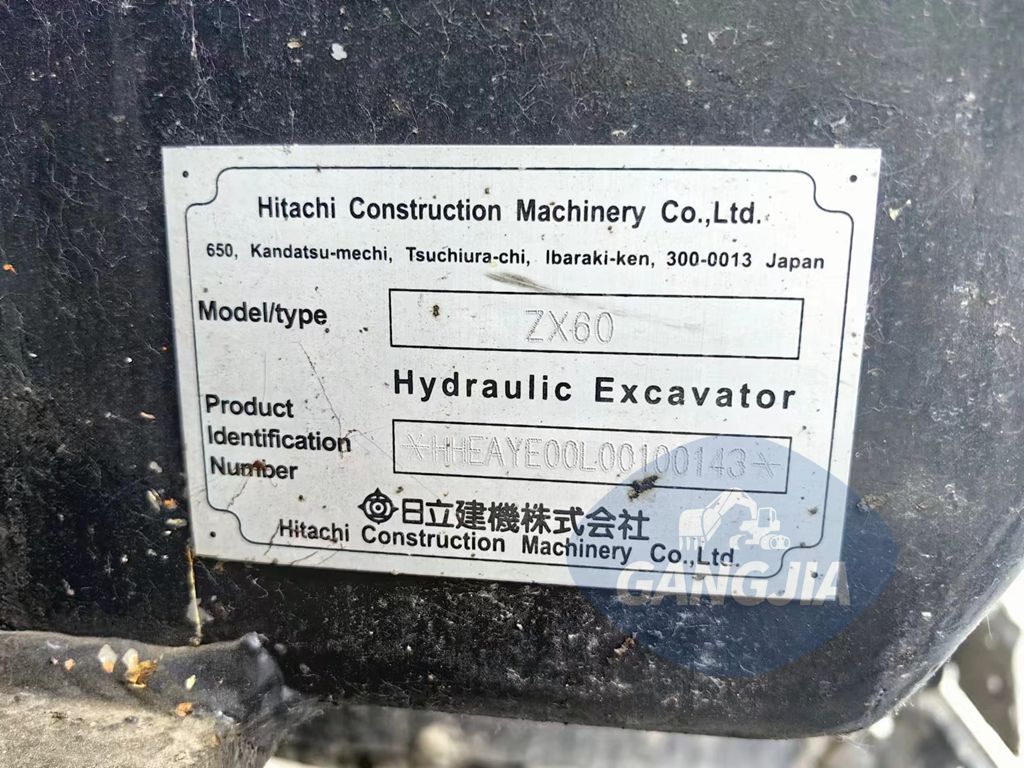 Hitachi Construction Machinery Co.,Ltd.
650, Kandatsu-mechi, Tsuchiura-chi, Ibaraki-ken, 300-0013 Japan
Model/type
ZX60
Hydraulic Excavator
Product
Identification
Number
*HHEAYE00L00100143*
日立建機株式会社
Hitachi Construction Machinery Co.,Ltd.
GANGJIA